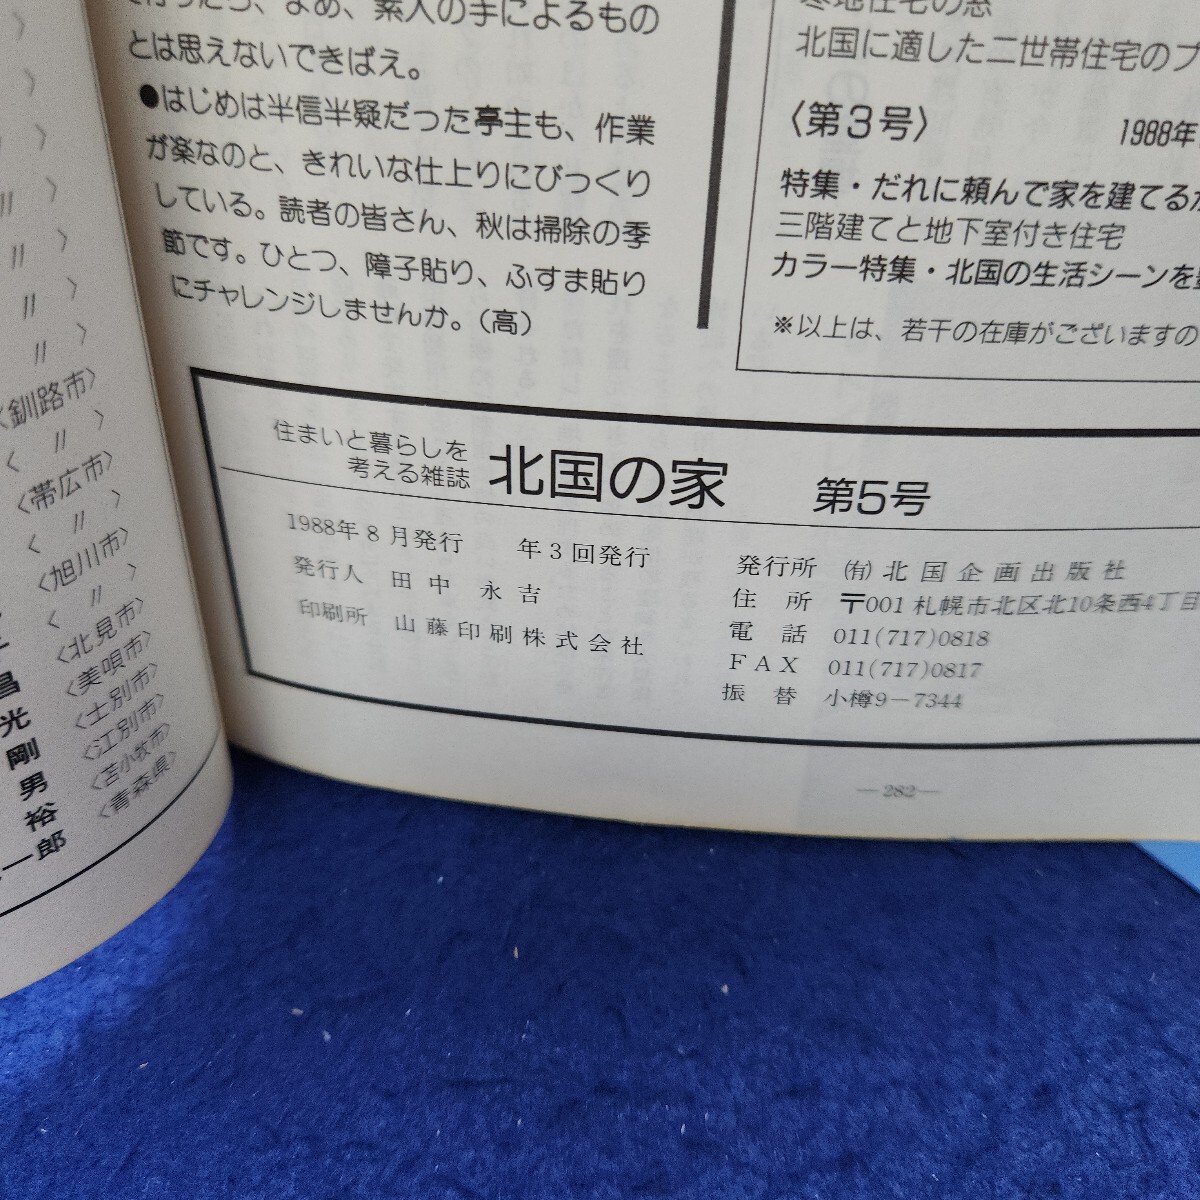 とは思えないできばえ。
●はじめは半信半疑だった亭主も、作業
が楽なのと、きれいな仕上りにびっくり
している。読者の皆さん、秋は掃除の季
節です。ひとつ、障子貼り、ふすま貼り
にチャレンジしませんか。(高)
寒地住宅の窓
北国に適した二世帯住宅のプ
〈第3号〉
1988年
特集・だれに頼んで家を建てるか
三階建てと地下室付き住宅
カラー特集・北国の生活シーンを
※以上は、若干の在庫がございますの
〈釧路市〉
〈 〃 〉
〈帯広市〉
〈 〃 〉
〈旭川市〉
〈 〃 〉
〈北見市〉
〈美唄市〉
昌 〈士別市〉
光 〈江別市〉
剛 〈苫小牧市〉
男 〈青森県〉
裕
一郎
住まいと暮らしを
考える雑誌
北国の家 第5号
1988年8月発行 年3回発行
発行人 田中永吉
印刷所 山藤印刷株式会社
発行所 ㈲北国企画出版社
住所 〒001札幌市北区北10条西4丁目
電話 011(717)0818
FAX 011(717)0817
振替 小樽9-7344
—282—